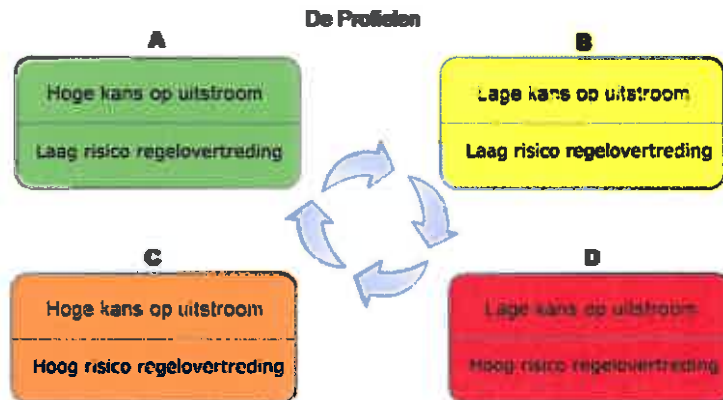 De Profielen
A
Hoge kans op uitstroom
Laag risico regelovertreding
B
Lage kans op uitstroom
Laag risico regelovertreding
C
Hoge kans op uitstroom
Hoog risico regelovertreding
D
Lage kans op uitstroom
Hoog risico regelovertreding